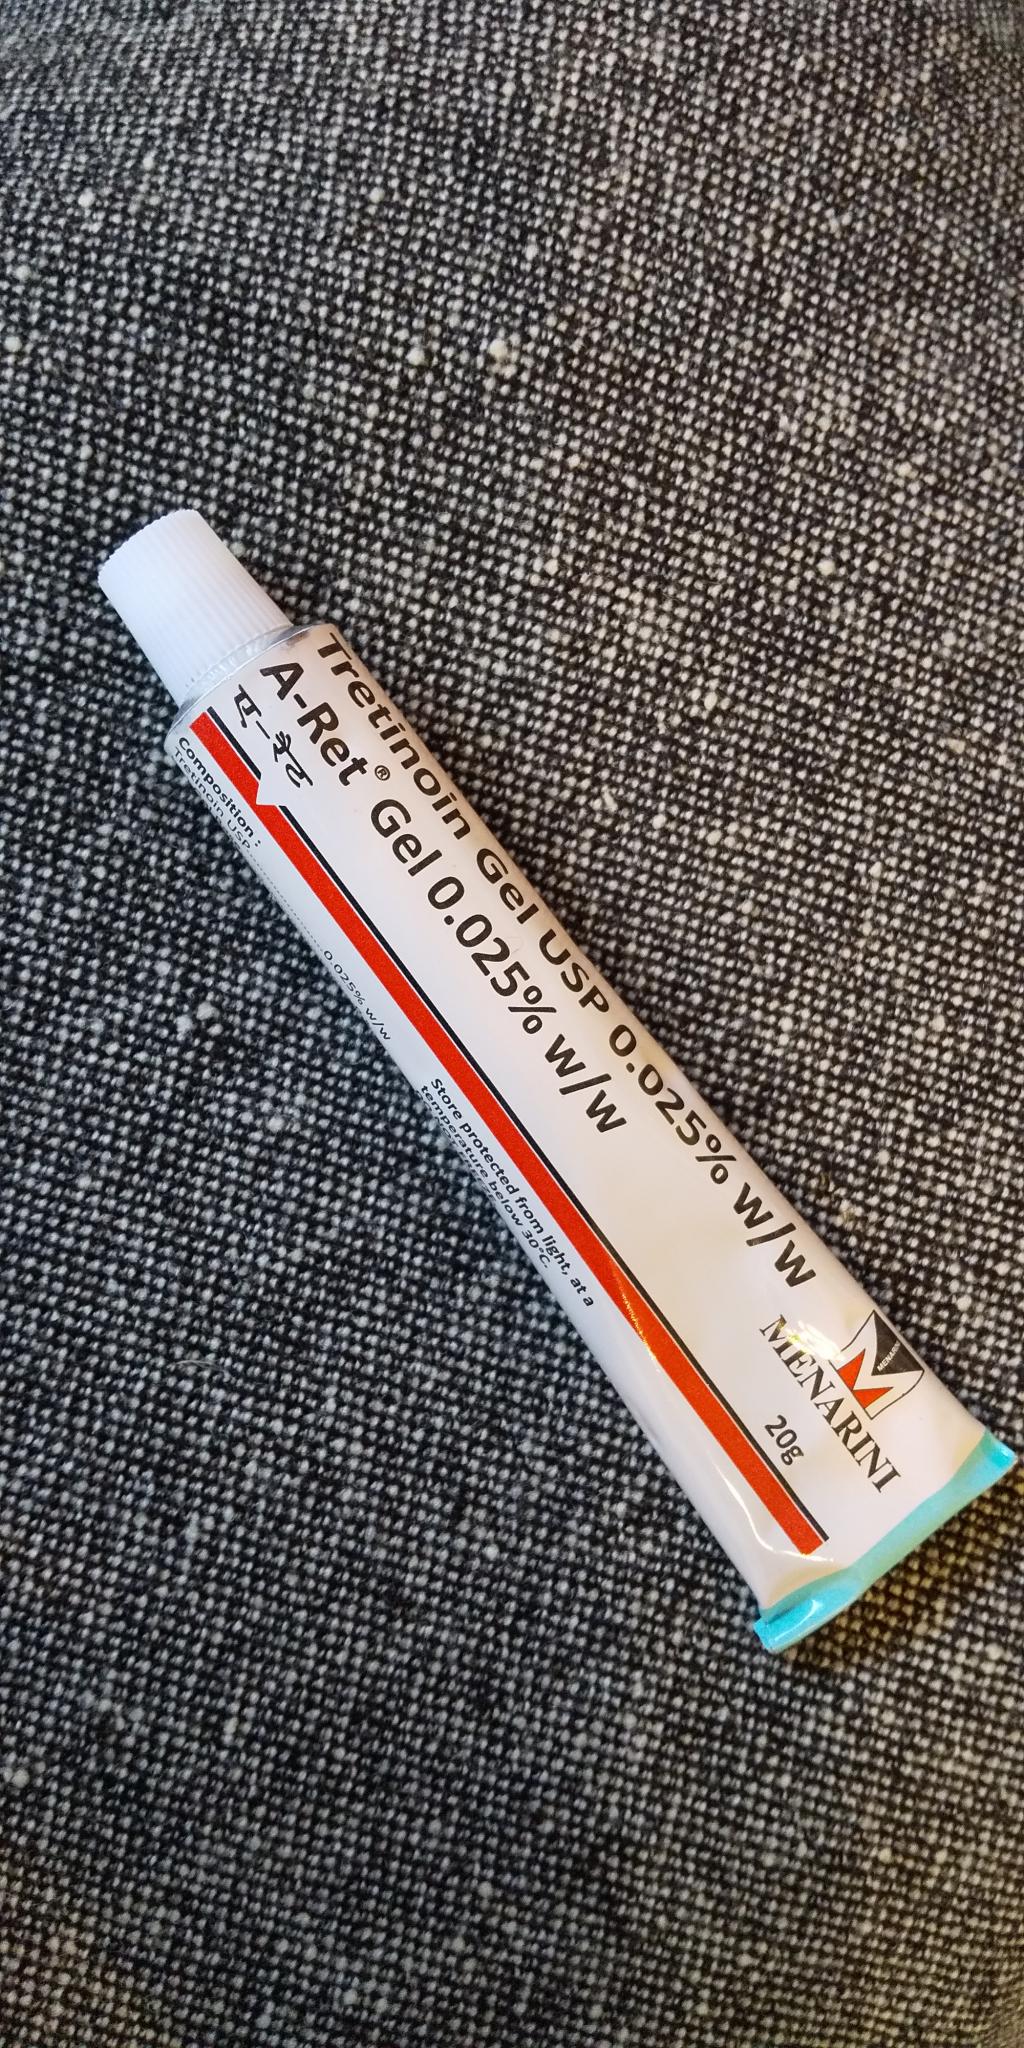 Tretinoin Gel USP 0.025% w/w
A-Ret® Gel 0.025% w/w
ए-रेट
Composition :
Tretinoin USP.................... 0.025% w/w
Store protected from light, at a
temperature below 30°C.
MENARINI
MENARINI
20g